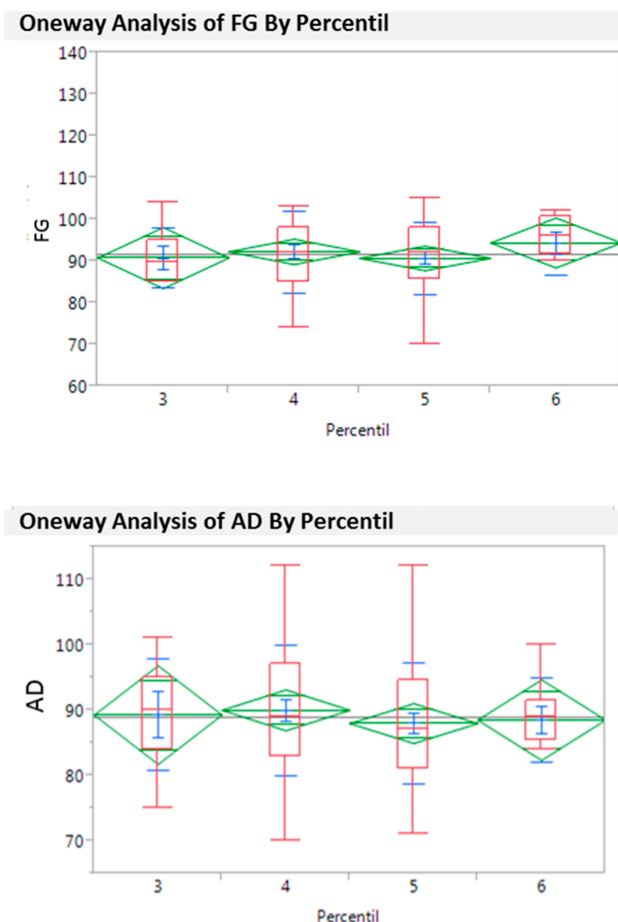 Oneway Analysis of FG By Percentil
140
130
120
110
100
90
80
70
60
FG
3 4 5 6
Percentil
Oneway Analysis of AD By Percentil
110
100
90
80
70
AD
3 4 5 6
Percentil